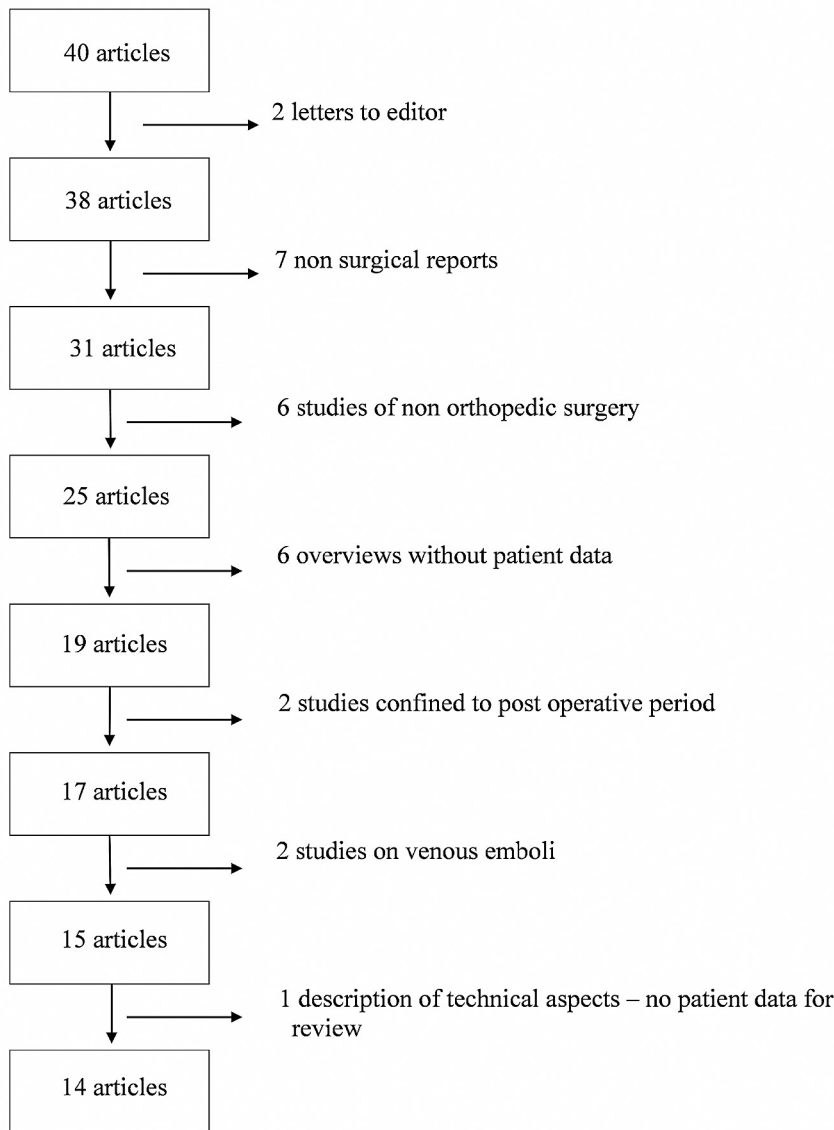 40 articles
2 letters to editor
38 articles
7 non surgical reports
31 articles
6 studies of non orthopedic surgery
25 articles
6 overviews without patient data
19 articles
2 studies confined to post operative period
17 articles
2 studies on venous emboli
15 articles
1 description of technical aspects – no patient data for
review
14 articles